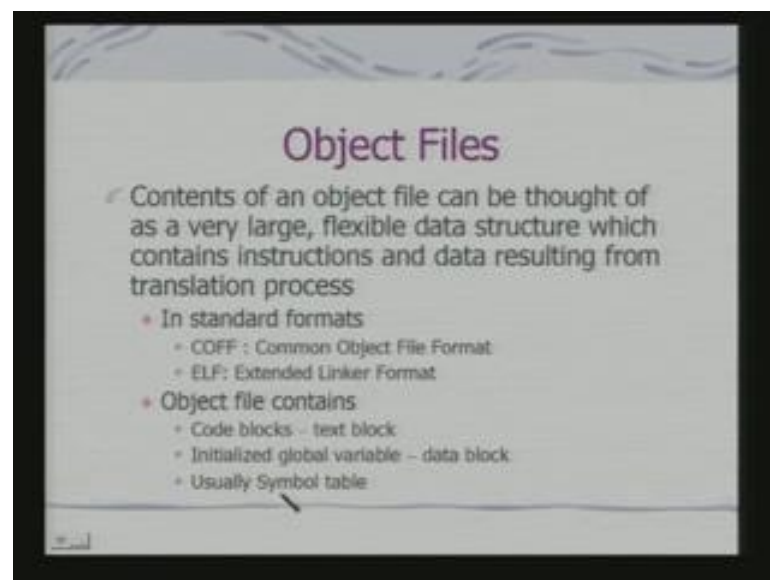 Object Files
Contents of an object file can be thought of
as a very large, flexible data structure which
contains instructions and data resulting from
translation process
In standard formats
COFF : Common Object File Format
ELF: Extended Linker Format
Object file contains
Code blocks – text block
Initialized global variable – data block
Usually Symbol table